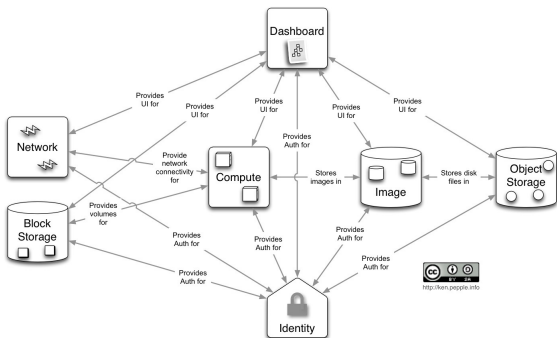 Dashboard
Provides
UI for
Provides
UI for
Provides
UI for
Provides
UI for
Provides
UI for
Provides
Auth for
Network
Provide
network
connectivity
for
Compute
Stores
images in
Image
Stores disk
files in
Object
Storage
Block
Storage
Provides
volumes
for
Provides
Auth for
Provides
Auth for
Provides
Auth for
Provides
Auth for
Provides
Auth for
Identity
cc
BY SA
http://ken.pepple.info